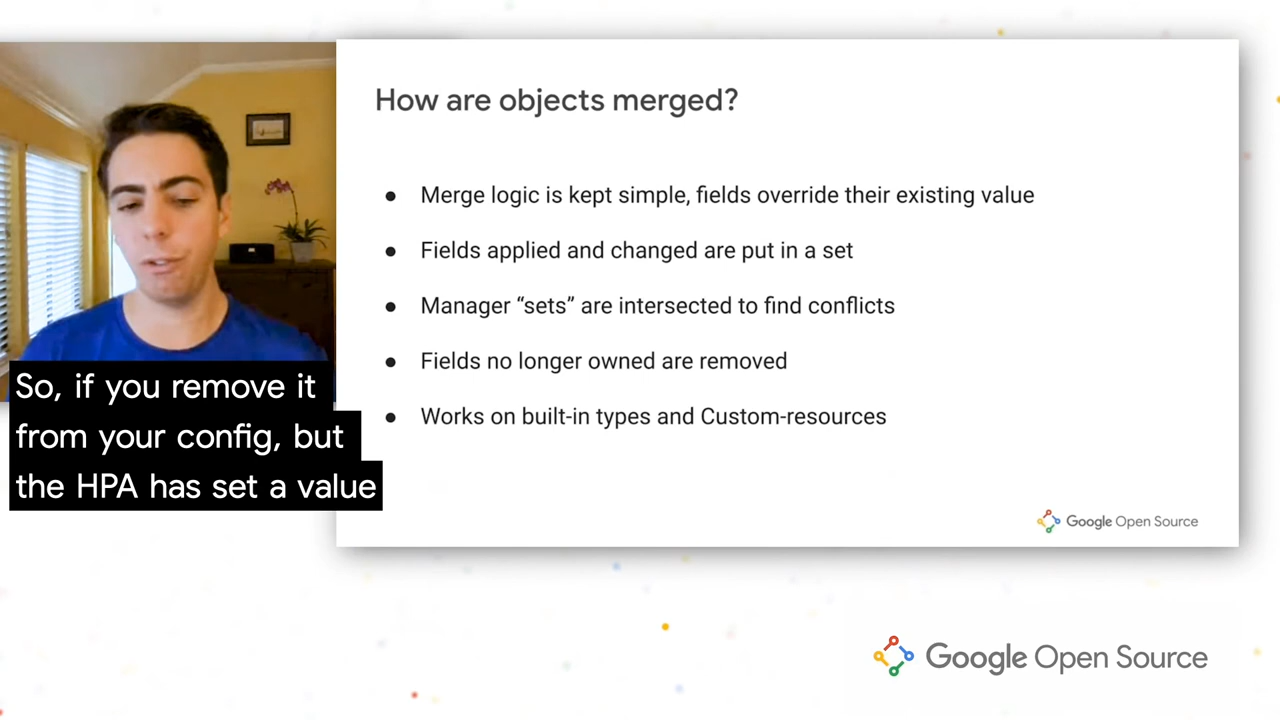 How are objects merged?
● Merge logic is kept simple, fields override their existing value
● Fields applied and changed are put in a set
● Manager “sets” are intersected to find conflicts
● Fields no longer owned are removed
● Works on built-in types and Custom-resources
So, if you remove it
from your config, but
the HPA has set a value
Google Open Source
Google Open Source